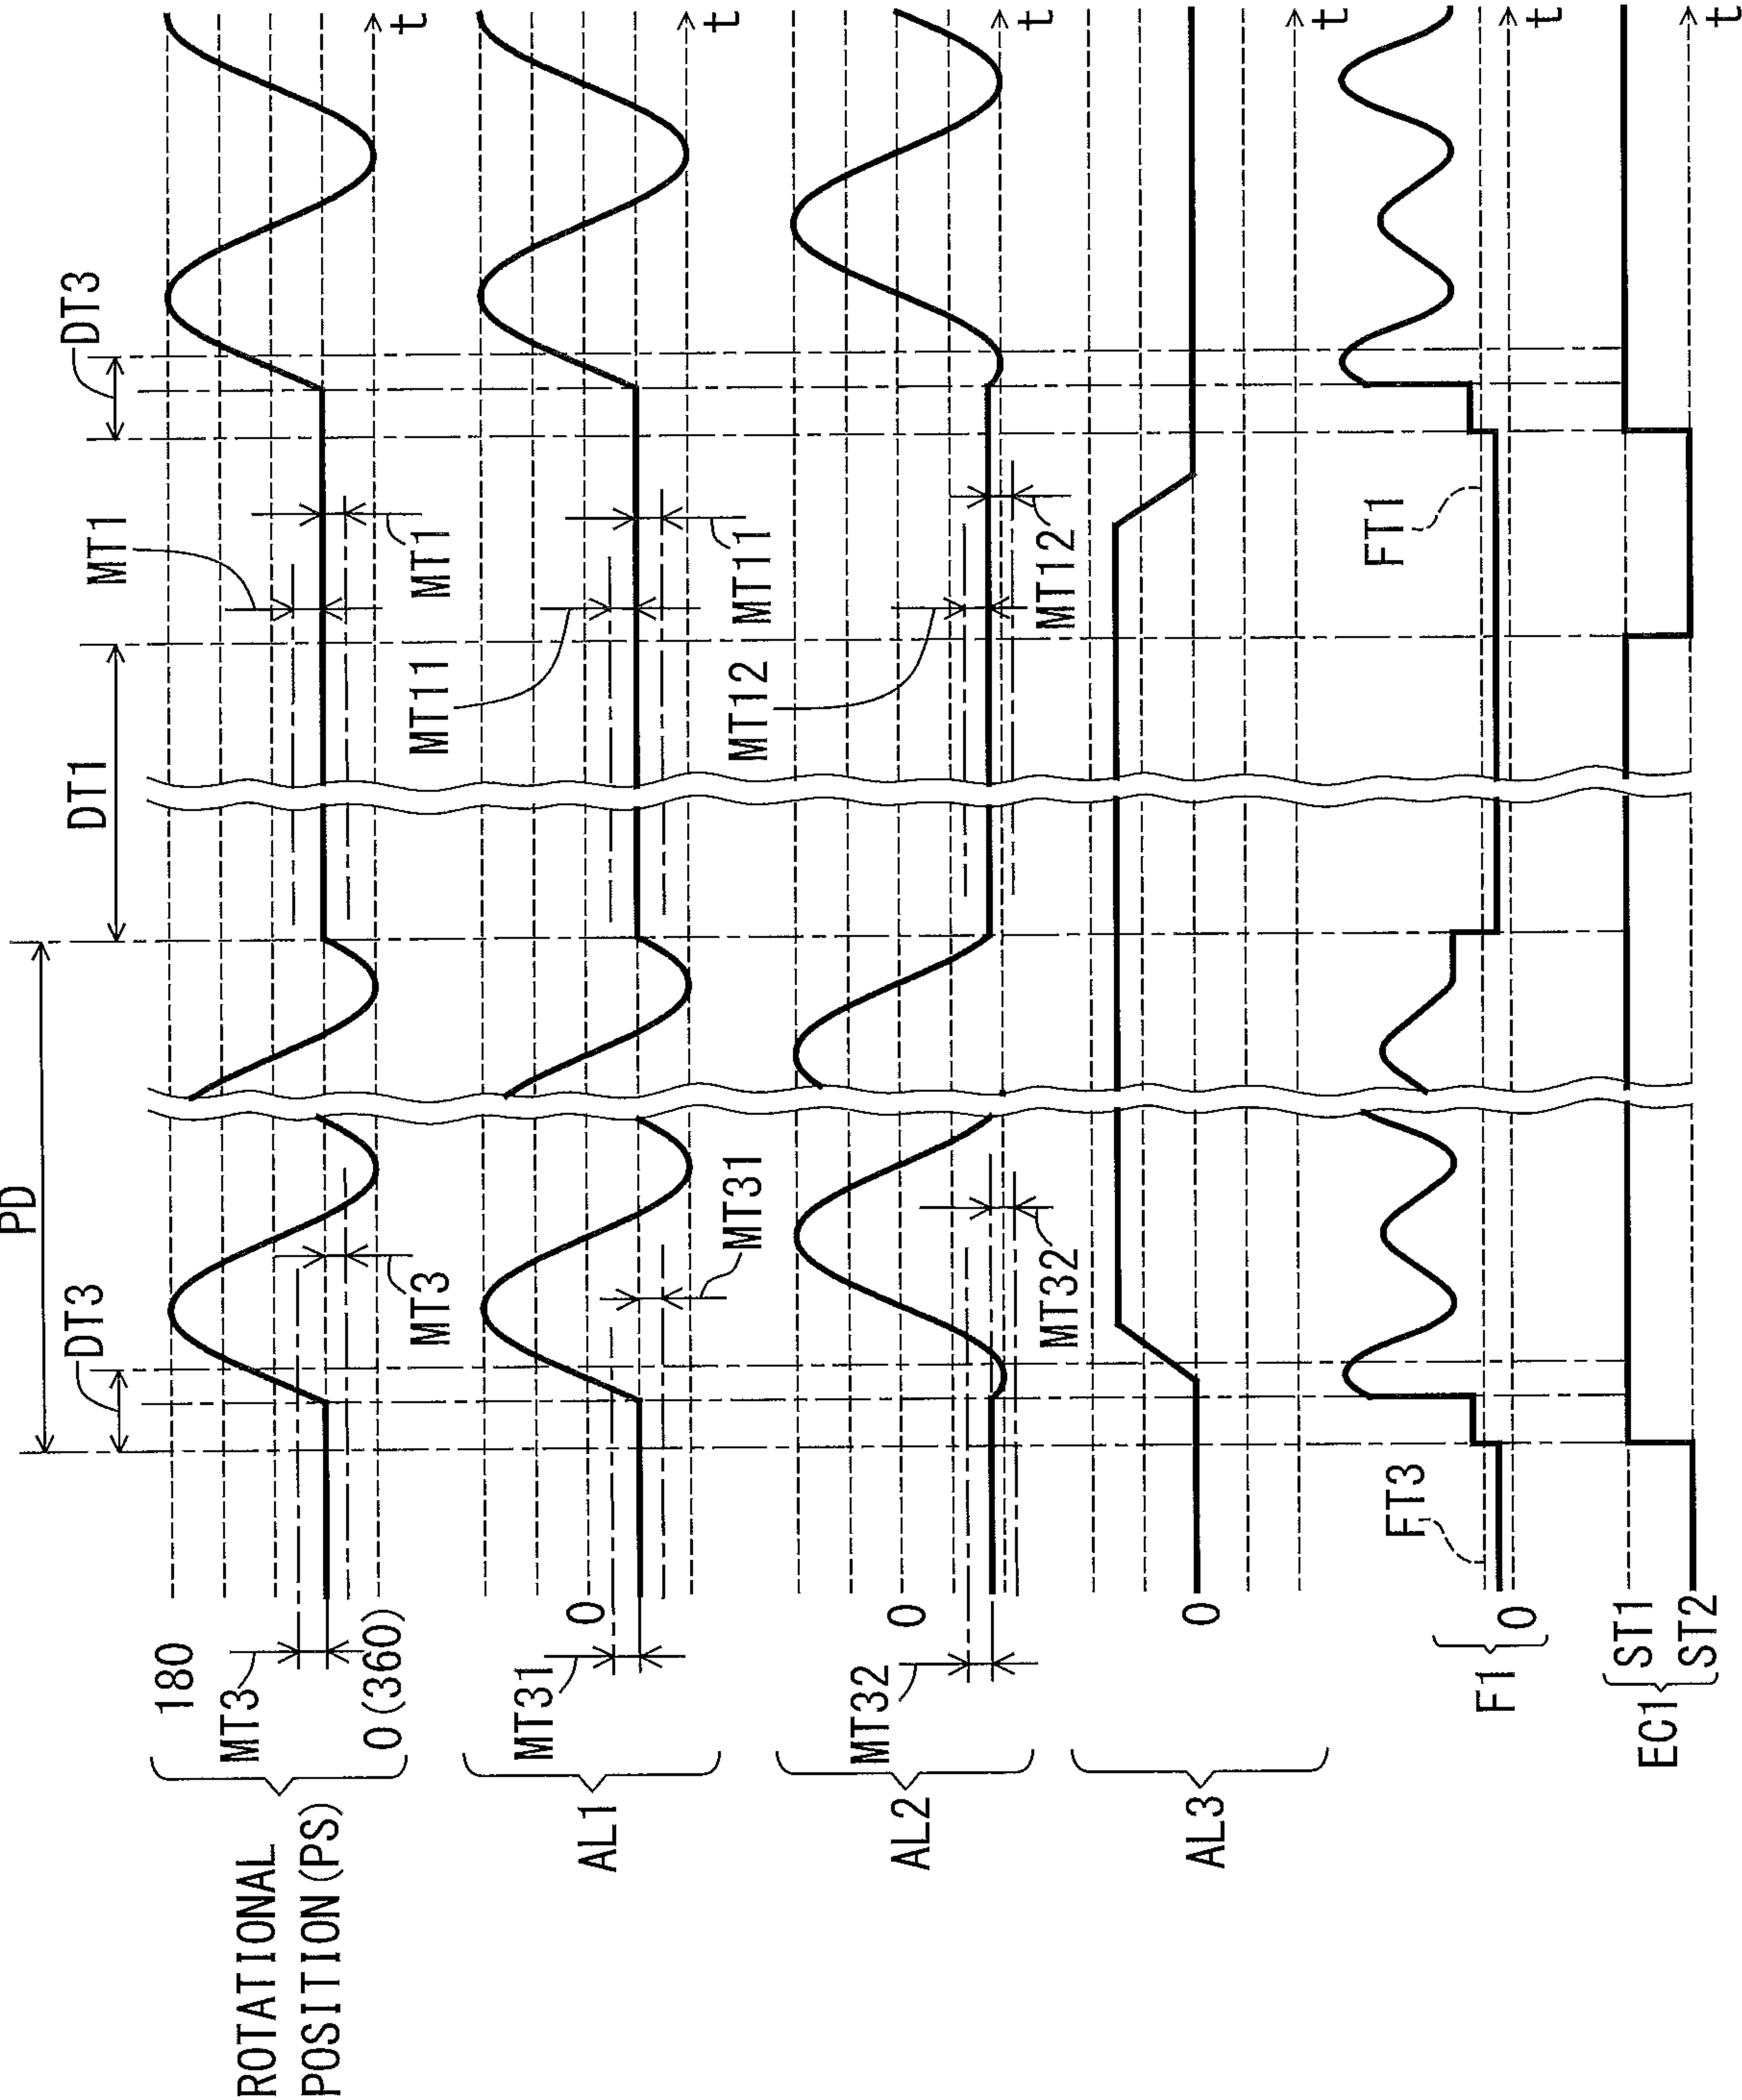 PD
DT3
DT1
DT3
MT1
180
MT3
MT3
MT1
0(360)
t
ROTATIONAL
POSITION(PS)
MT11
0
MT31
MT31
MT11
t
AL1
MT12
0
MT32
MT32
MT12
t
AL2
0
t
AL3
FT3
FT1
0
t
F1
ST1
ST2
t
EC1